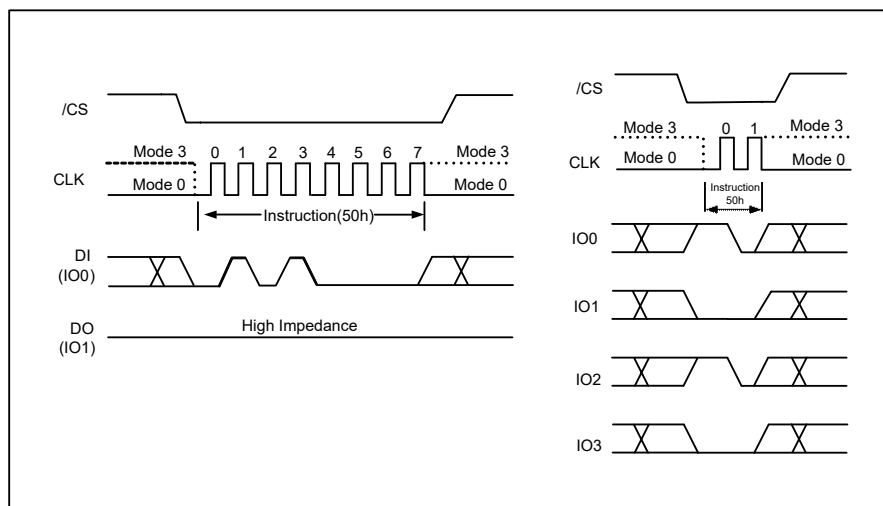 /CS
Mode 3 0 1 2 3 4 5 6 7 Mode 3
CLK
Mode 0 Mode 0
Instruction(50h)
DI
(IO0)
DO
(IO1)
High Impedance
/CS
Mode 3 0 1 Mode 3
CLK
Mode 0 Mode 0
Instruction
50h
IO0
IO1
IO2
IO3